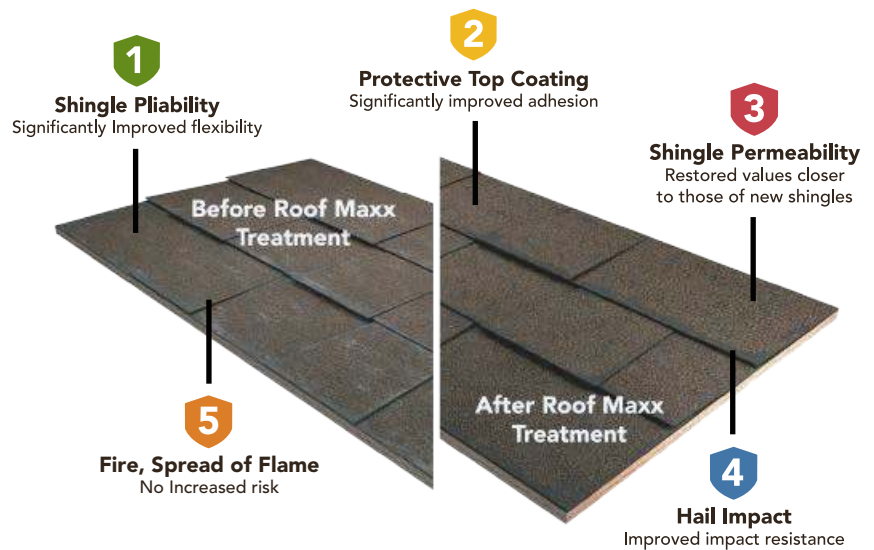 1
Shingle Pliability
Significantly Improved flexibility
2
Protective Top Coating
Significantly improved adhesion
3
Shingle Permeability
Restored values closer
to those of new shingles
Before Roof Maxx
Treatment
After Roof Maxx
Treatment
5
Fire, Spread of Flame
No Increased risk
4
Hail Impact
Improved impact resistance